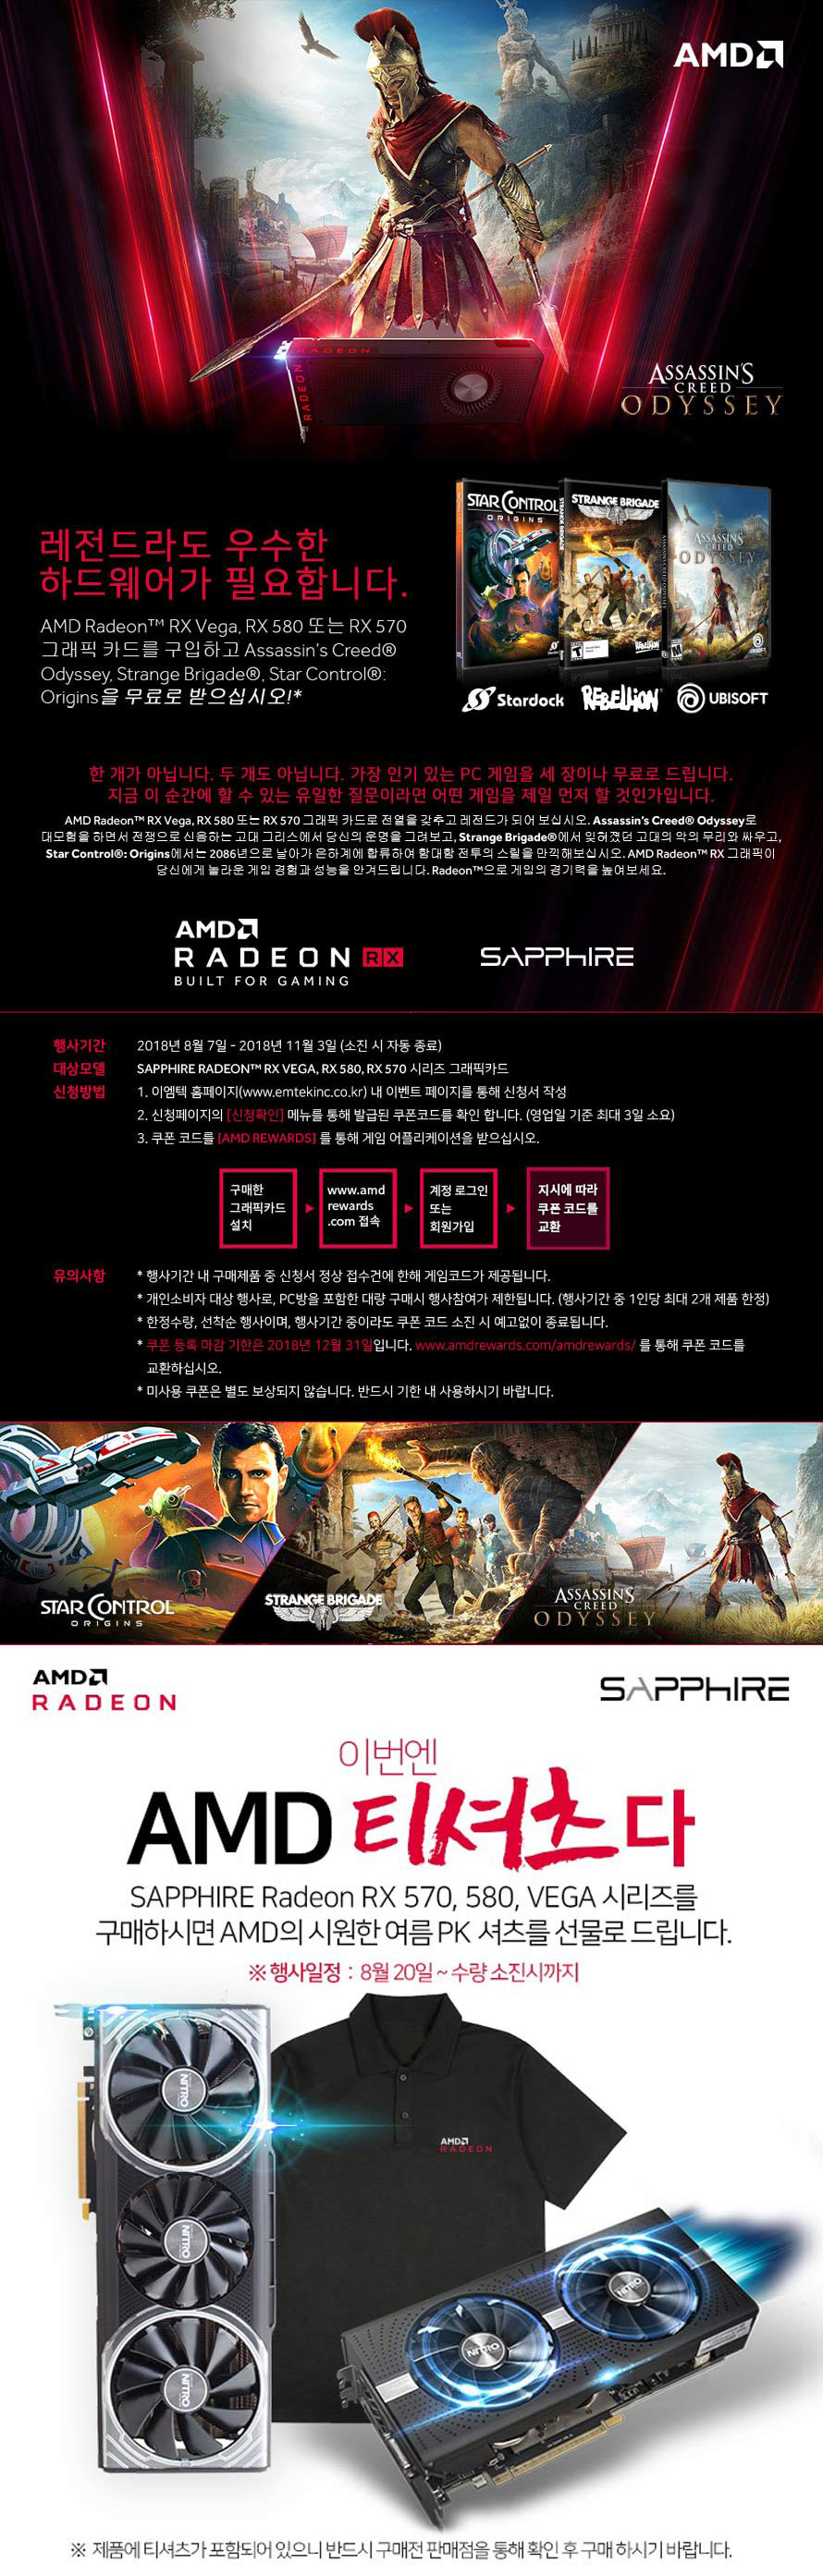 AMD
RADEON
RADEON
ASSASSIN'S
CREED
ODYSSEY
STAR CONTROL
ORIGINS
STRANGE BRIGADE
STRANGE BRIGADE
ASSASSIN'S
CREED
ODYSSEY
레전드라도 우수한
하드웨어가 필요합니다.
AMD Radeon™ RX Vega, RX 580 또는 RX 570
그래픽 카드를 구입하고 Assassin's Creed®
Odyssey, Strange Brigade®, Star Control®:
Origins을 무료로 받으십시오!*
Stardock REBELLION UBISOFT
한 개가 아닙니다. 두 개도 아닙니다. 가장 인기 있는 PC 게임을 세 장이나 무료로 드립니다.
지금 이 순간에 할 수 있는 유일한 질문이라면 어떤 게임을 제일 먼저 할 것인가입니다.
AMD Radeon™ RX Vega, RX 580 또는 RX 570 그래픽 카드로 전열을 갖추고 레전드가 되어 보십시오. Assassin's Creed® Odyssey로
대모험을 하면서 전쟁으로 신음하는 고대 그리스에서 당신의 운명을 그려보고, Strange Brigade®에서 잊혀졌던 고대의 악의 무리와 싸우고,
Star Control®: Origins에서는 2086년으로 날아가 은하계에 합류하여 함대함 전투의 스릴을 만끽해보십시오. AMD Radeon™ RX 그래픽이
당신에게 놀라운 게임 경험과 성능을 안겨드립니다. Radeon™으로 게임의 경기력을 높여보세요.
AMD
RADEON RX
BUILT FOR GAMING
SAPPHIRE
행사기간 2018년 8월 7일 - 2018년 11월 3일 (소진 시 자동 종료)
대상모델 SAPPHIRE RADEON™ RX VEGA, RX 580, RX 570 시리즈 그래픽카드
신청방법 1. 이엠텍 홈페이지(www.emtekinc.co.kr) 내 이벤트 페이지를 통해 신청서 작성
2. 신청페이지의 [신청확인] 메뉴를 통해 발급된 쿠폰코드를 확인 합니다. (영업일 기준 최대 3일 소요)
3. 쿠폰 코드를 [AMD REWARDS] 를 통해 게임 어플리케이션을 받으십시오.
구매한
그래픽카드
설치
www.amd
rewards
.com 접속
계정 로그인
또는
회원가입
지시에 따라
쿠폰 코드를
교환
유의사항 * 행사기간 내 구매제품 중 신청서 정상 접수건에 한해 게임코드가 제공됩니다.
* 개인소비자 대상 행사로, PC방을 포함한 대량 구매시 행사참여가 제한됩니다. (행사기간 중 1인당 최대 2개 제품 한정)
* 한정수량, 선착순 행사이며, 행사기간 중이라도 쿠폰 코드 소진 시 예고없이 종료됩니다.
* 쿠폰 등록 마감 기한은 2018년 12월 31일입니다. www.amdrewards.com/amdrewards/ 를 통해 쿠폰 코드를
교환하십시오.
* 미사용 쿠폰은 별도 보상되지 않습니다. 반드시 기한 내 사용하시기 바랍니다.
STAR CONTROL
ORIGINS
STRANGE BRIGADE
ASSASSIN'S
CREED
ODYSSEY
AMD
RADEON
SAPPHIRE
이번엔
AMD 티셔츠다
SAPPHIRE Radeon RX 570, 580, VEGA 시리즈를
구매하시면 AMD의 시원한 여름 PK 셔츠를 선물로 드립니다.
※ 행사일정 : 8월 20일 ~ 수량 소진시까지
NITRO
NITRO
NITRO
AMD
RADEON
NITRO
NITRO
※ 제품에 티셔츠가 포함되어 있으니 반드시 구매전 판매점을 통해 확인 후 구매 하시기 바랍니다.